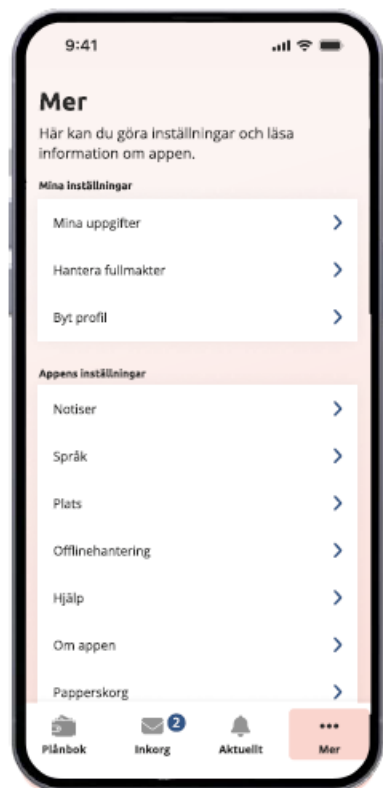 9:41
Mer
Här kan du göra inställningar och läsa
information om appen.
Mina inställningar
Mina uppgifter
Hantera fullmakter
Byt profil
Appens inställningar
Notiser
Språk
Plats
Offlinehantering
Hjälp
Om appen
Papperskorg
2
Plånbok Inkorg Aktuellt Mer